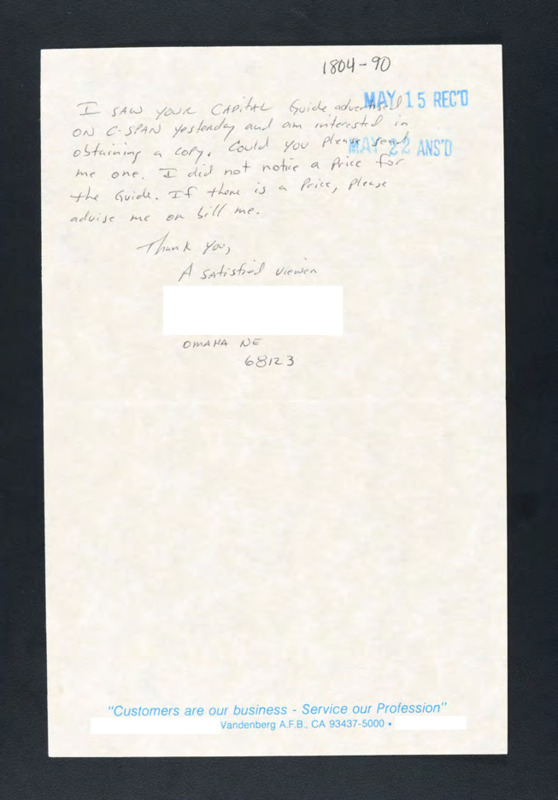 1804-90
MAY 15 REC'D
I SAW YOUR CAPITAL Guide advertised
ON C-SPAN yesterday and am interested in
MAY 22 ANS'D
obtaining a copy. Could you please send
me one. I did not notice a Price for
the Guide. If there is a Price, please
advise me or bill me.
Thank you,
A satisfied viewer
OMAHA NE
68123
"Customers are our business - Service our Profession"
Vandenberg A.F.B., CA 93437-5000 •